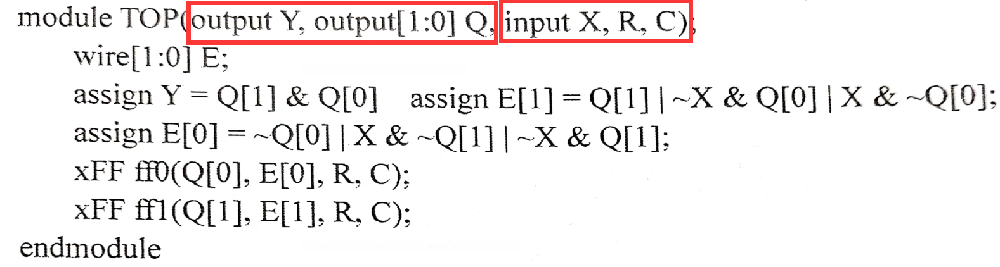 module TOP(output Y, output[1:0] Q, input X, R, C);
wire[1:0] E;
assign Y = Q[1] & Q[0] assign E[1] = Q[1] | ~X & Q[0] | X & ~Q[0];
assign E[0] = ~Q[0] | X & ~Q[1] | ~X & Q[1];
xFF ff0(Q[0], E[0], R, C);
xFF ff1(Q[1], E[1], R, C);
endmodule